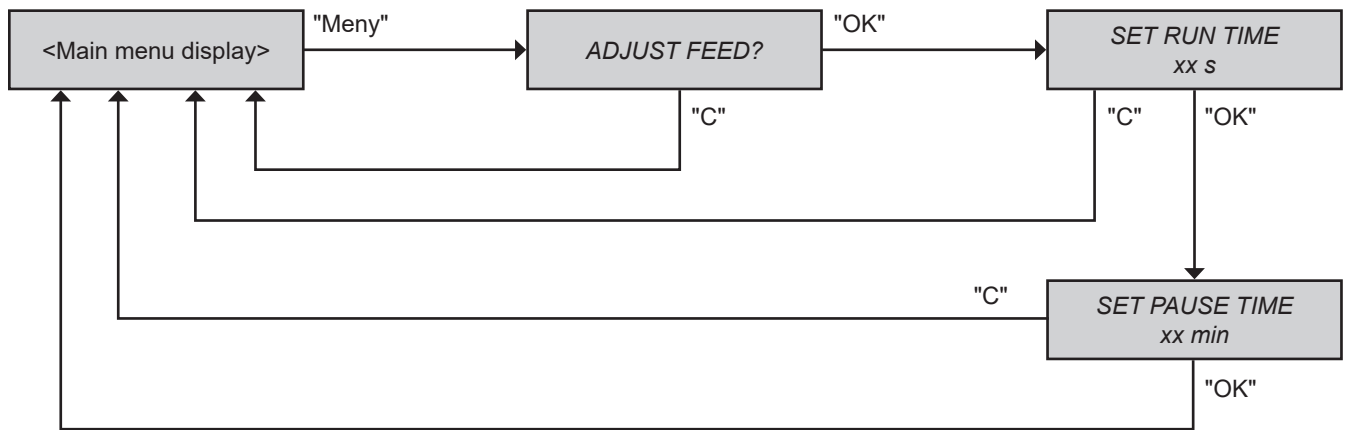 "Meny"
"OK"
<Main menu display>
ADJUST FEED?
SET RUN TIME
xx s
"C"
"C"
"OK"
"C"
SET PAUSE TIME
xx min
"OK"